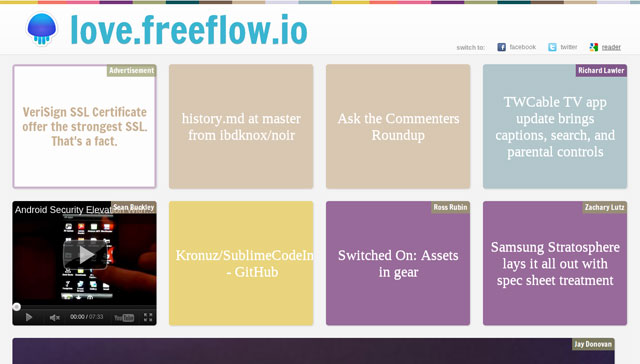 love.freeflow.io
switch to:
facebook
twitter
reader
Advertisement
VeriSign SSL Certificate
offer the strongest SSL.
That's a fact.
history.md at master
from ibdknox/noir
Ask the Commenters
Roundup
Richard Lawler
TWCable TV app
update brings
captions, search, and
parental controls
Android Security Elevation
Sean Buckley
00:00 / 07:33
YouTube
Kronuz/SublimeCodeIn
- GitHub
Ross Rubin
Switched On: Assets
in gear
Zachary Lutz
Samsung Stratosphere
lays it all out with
spec sheet treatment
Jay Donovan